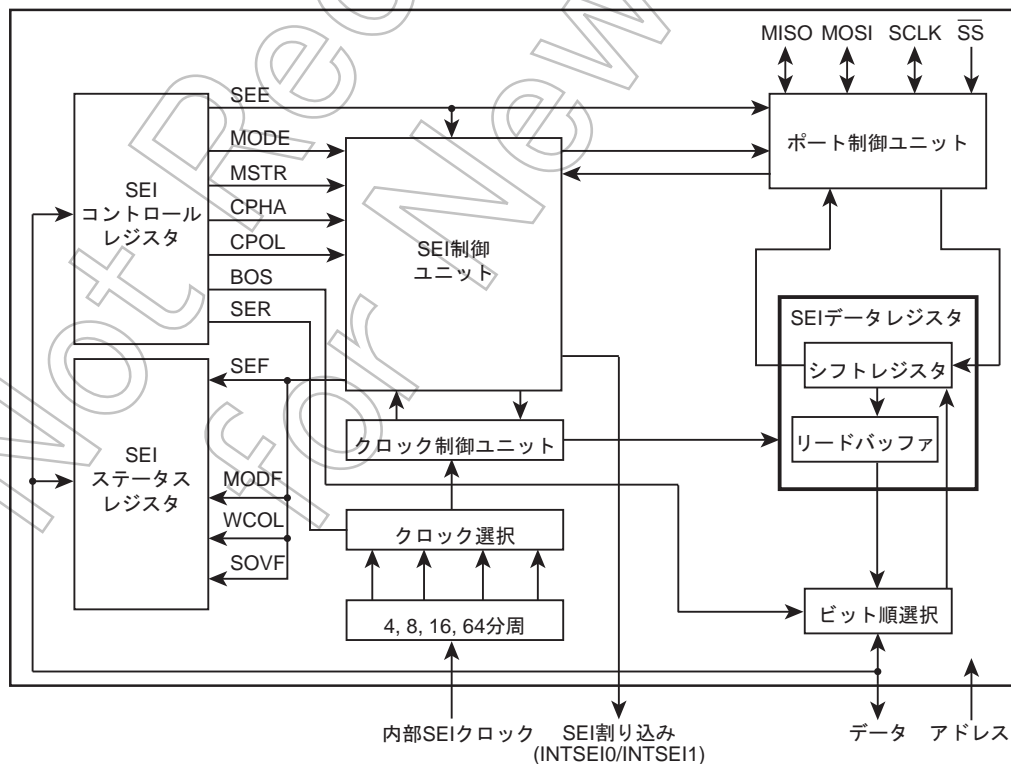 MISO MOSI SCLK SS
SEE
MODE
MSTR
CPHA
CPOL
BOS
SER
SEI
コントロール
レジスタ
SEI制御
ユニット
ポート制御ユニット
SEIデータレジスタ
シフトレジスタ
リードバッファ
SEF
MODF
WCOL
SOVF
SEI
ステータス
レジスタ
クロック制御ユニット
クロック選択
4, 8, 16, 64分周
ビット順選択
内部SEIクロック
SEI割り込み
(INTSEI0/INTSEI1)
データ
アドレス
Not Rec
for New